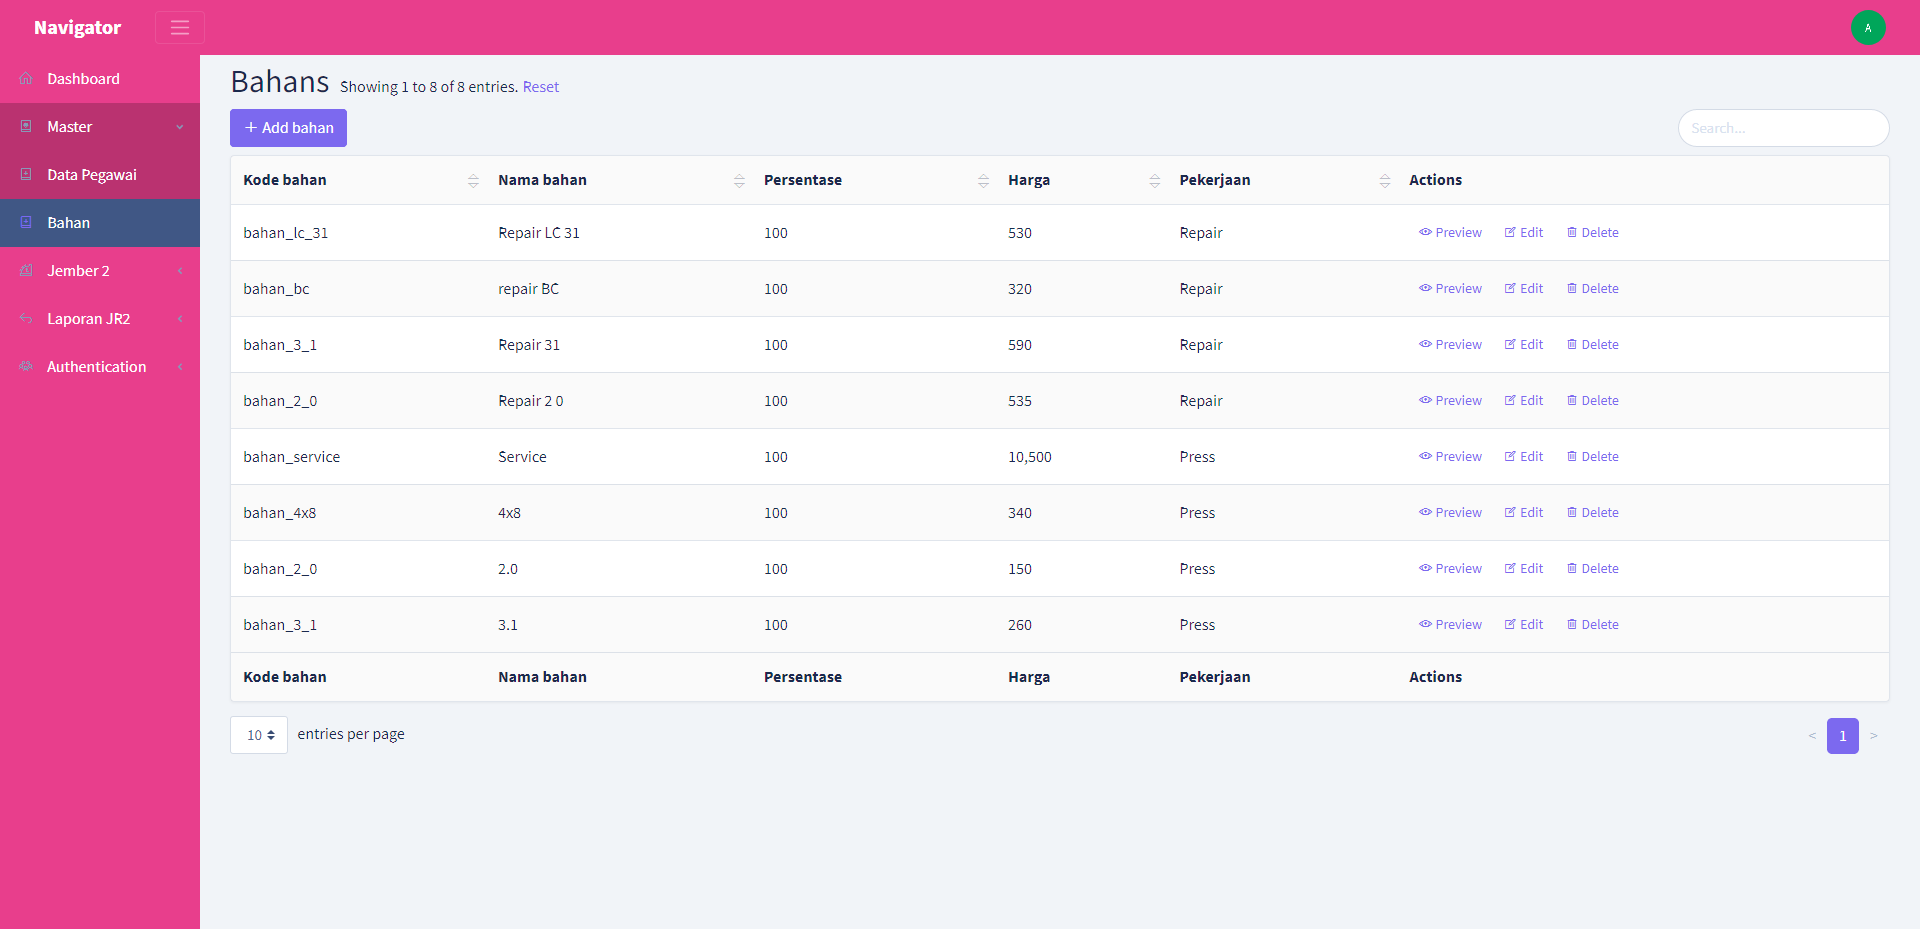 Navigator
A
Dashboard
Master
Data Pegawai
Bahan
Jember 2
Laporan JR2
Authentication
Bahans Showing 1 to 8 of 8 entries. Reset
+ Add bahan
Search...
Kode bahan Nama bahan Persentase Harga Pekerjaan Actions
bahan_lc_31 Repair LC 31 100 530 Repair Preview Edit Delete
bahan_bc repair BC 100 320 Repair Preview Edit Delete
bahan_3_1 Repair 31 100 590 Repair Preview Edit Delete
bahan_2_0 Repair 2 0 100 535 Repair Preview Edit Delete
bahan_service Service 100 10,500 Press Preview Edit Delete
bahan_4x8 4x8 100 340 Press Preview Edit Delete
bahan_2_0 2.0 100 150 Press Preview Edit Delete
bahan_3_1 3.1 100 260 Press Preview Edit Delete
Kode bahan Nama bahan Persentase Harga Pekerjaan Actions
10 entries per page
< 1 >